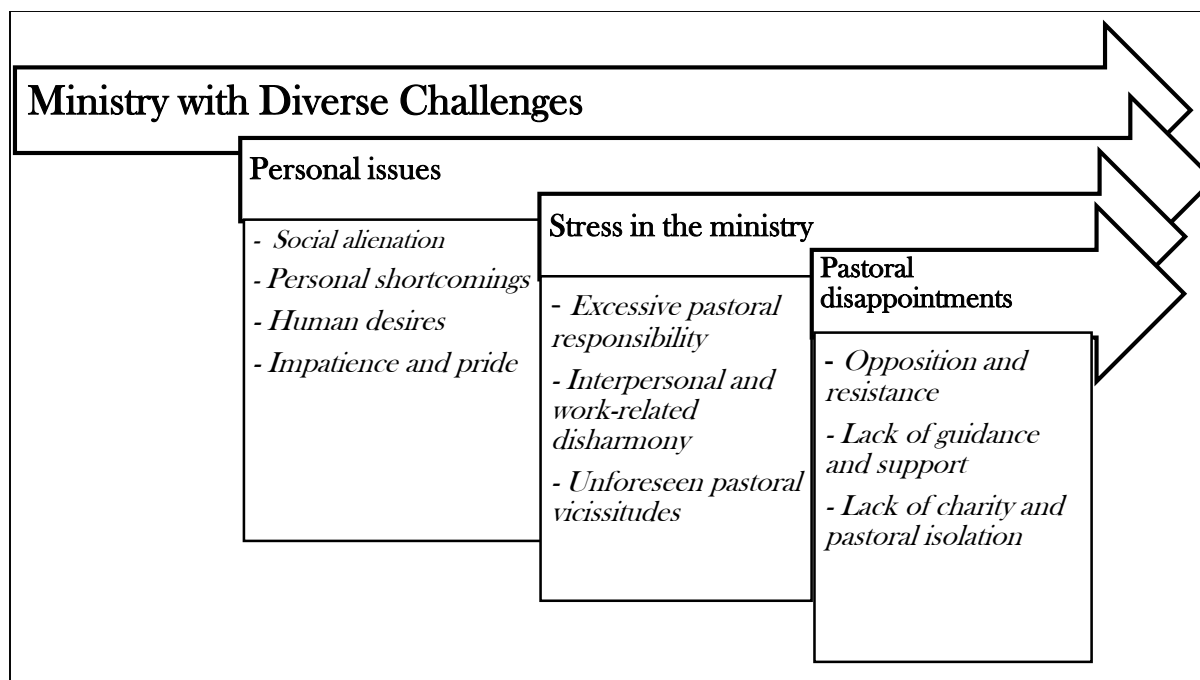 Ministry with Diverse Challenges
Personal issues
- Social alienation
- Personal shortcomings
- Human desires
- Impatience and pride
Stress in the ministry
- Excessive pastoral
responsibility
- Interpersonal and
work-related
disharmony
- Unforeseen pastoral
vicissitudes
Pastoral
disappointments
- Opposition and
resistance
- Lack of guidance
and support
- Lack of charity and
pastoral isolation